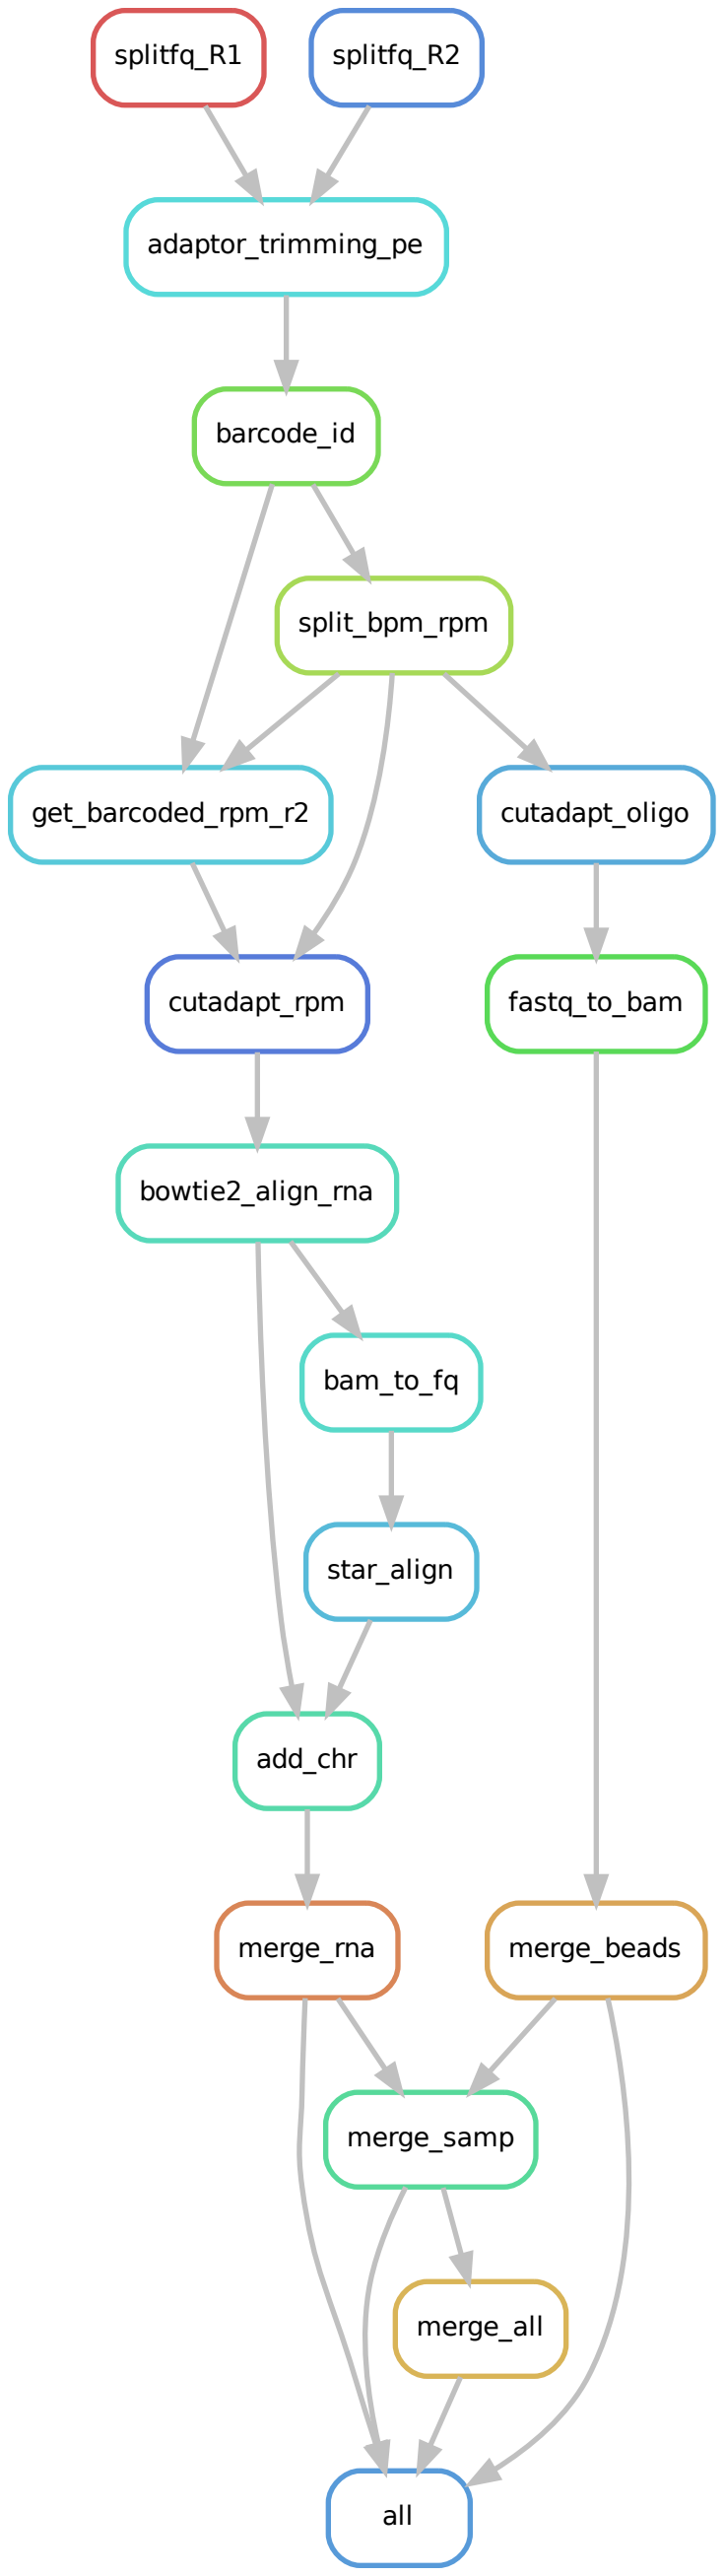 splitfq_R1
splitfq_R2
adaptor_trimming_pe
barcode_id
split_bpm_rpm
get_barcoded_rpm_r2
cutadapt_oligo
cutadapt_rpm
fastq_to_bam
bowtie2_align_rna
bam_to_fq
star_align
add_chr
merge_rna
merge_beads
merge_samp
merge_all
all